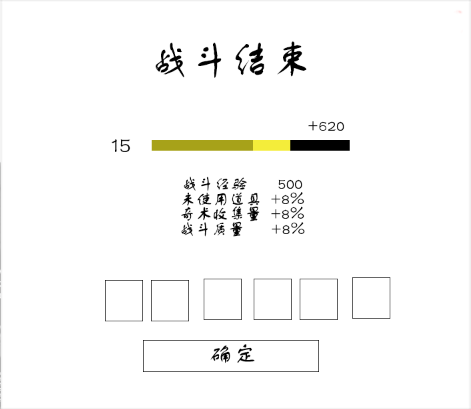 战斗结束
+620
15
战斗经验 500
未使用道具 +8%
奇术收集量 +8%
战斗质量 +8%
确定